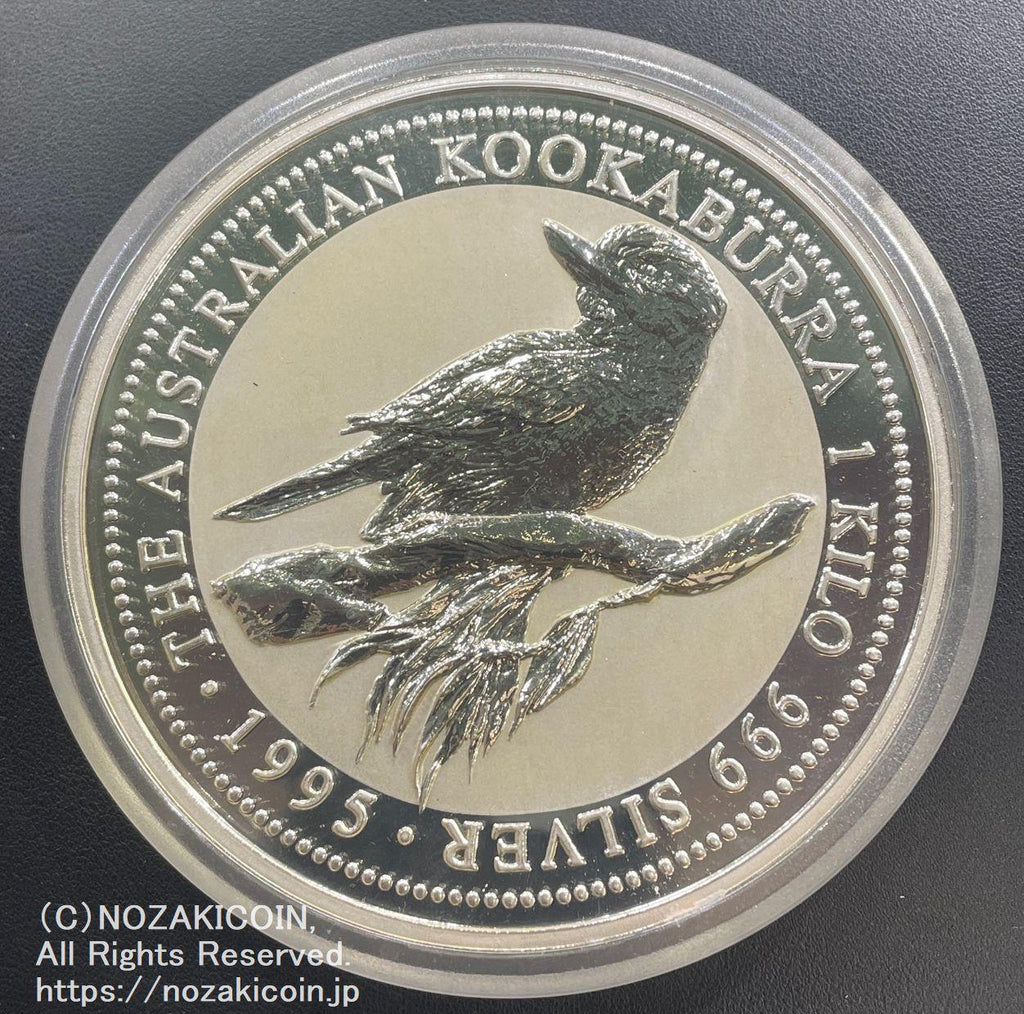 THE AUSTRALIAN KOOKABURRA 1 KILO 999 SILVER • 1995 •
(C)NOZAKICOIN,
All Rights Reserved.
https://nozakicoin.jp